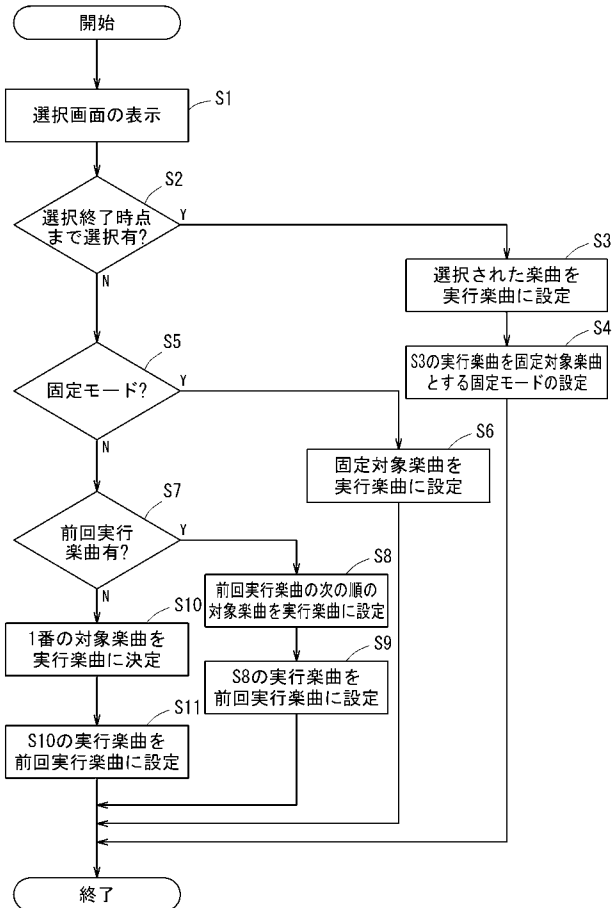 開始
S1
選択画面の表示
S2
選択終了時点
まで選択有?
Y
N
S3
選択された楽曲を
実行楽曲に設定
S4
S3の実行楽曲を固定対象楽曲
とする固定モードの設定
S5
固定モード?
Y
N
S6
固定対象楽曲を
実行楽曲に設定
S7
前回実行
楽曲有?
Y
N
S8
前回実行楽曲の次の順の
対象楽曲を実行楽曲に設定
S9
S8の実行楽曲を
前回実行楽曲に設定
S10
1番の対象楽曲を
実行楽曲に決定
S11
S10の実行楽曲を
前回実行楽曲に設定
終了